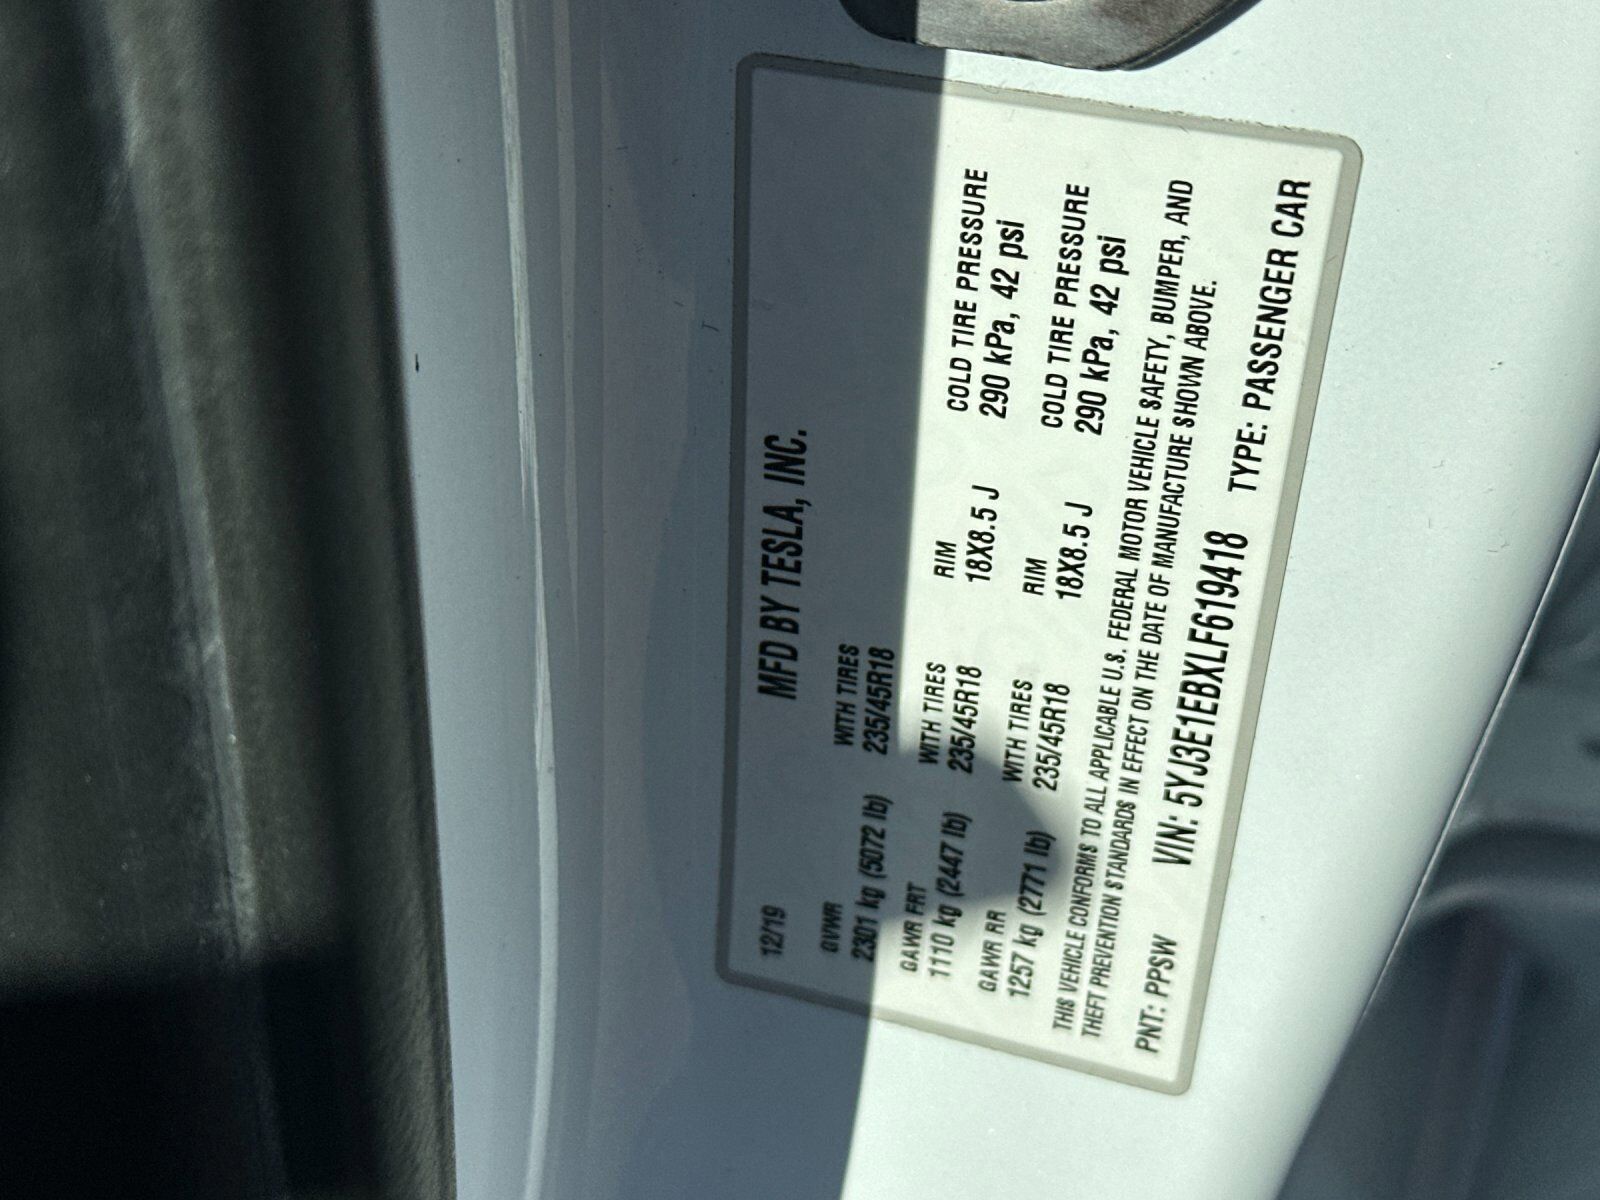 MFD BY TESLA, INC.
12/19
GVWR WITH TIRES
2301 kg (5072 lb) 235/45R18
GAWR FRT WITH TIRES RIM COLD TIRE PRESSURE
1110 kg (2447 lb) 235/45R18 18X8.5 J 290 kPa, 42 psi
GAWR RR WITH TIRES RIM COLD TIRE PRESSURE
1257 kg (2771 lb) 235/45R18 18X8.5 J 290 kPa, 42 psi
THIS VEHICLE CONFORMS TO ALL APPLICABLE U.S. FEDERAL MOTOR VEHICLE SAFETY, BUMPER, AND
THEFT PREVENTION STANDARDS IN EFFECT ON THE DATE OF MANUFACTURE SHOWN ABOVE.
PNT: PPSW VIN: 5YJ3E1EBXLF619418 TYPE: PASSENGER CAR